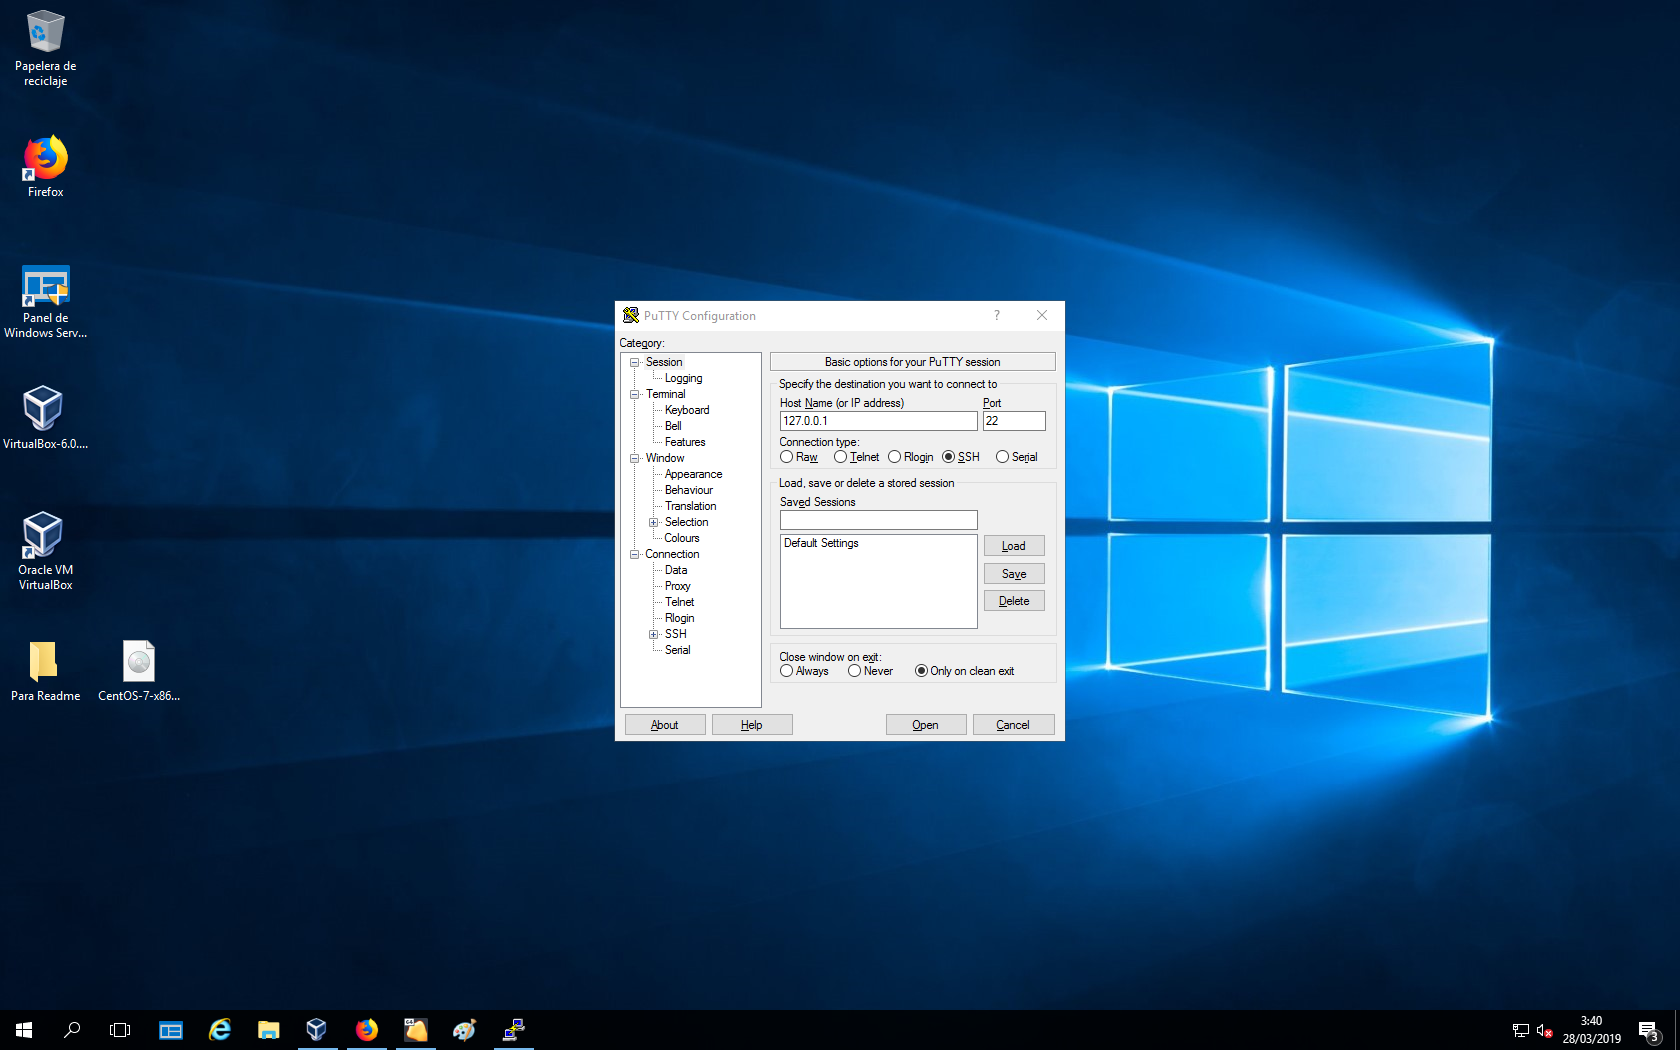 Papelera de
reciclaje
Firefox
Panel de
Windows Serv...
VirtualBox-6.0....
Oracle VM
VirtualBox
Para Readme
CentOS-7-x86...
PuTTY Configuration
?
Category:
Session
Logging
Terminal
Keyboard
Bell
Features
Window
Appearance
Behaviour
Translation
Selection
Colours
Connection
Data
Proxy
Telnet
Rlogin
SSH
Serial
Basic options for your PuTTY session
Specify the destination you want to connect to
Host Name (or IP address) Port
127.0.0.1 22
Connection type:
Raw Telnet Rlogin SSH Serial
Load, save or delete a stored session
Saved Sessions
Default Settings
Load
Save
Delete
Close window on exit:
Always Never Only on clean exit
About Help Open Cancel
64
3:40
28/03/2019
3